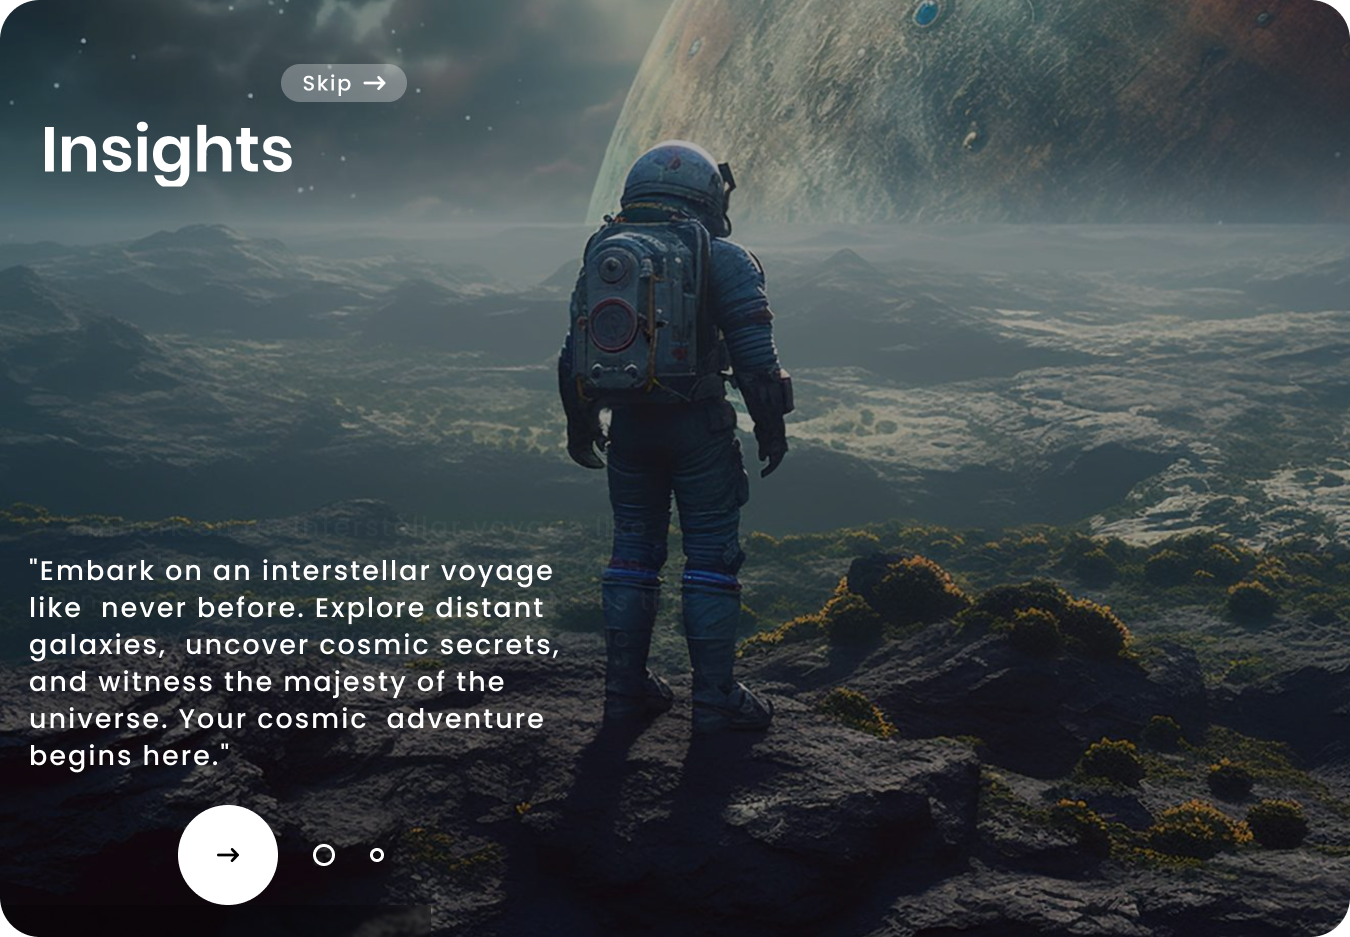 Skip →
Insights
"Embark on an interstellar voyage
like  never before. Explore distant
galaxies,  uncover cosmic secrets,
and witness the majesty of the
universe. Your cosmic  adventure
begins here."